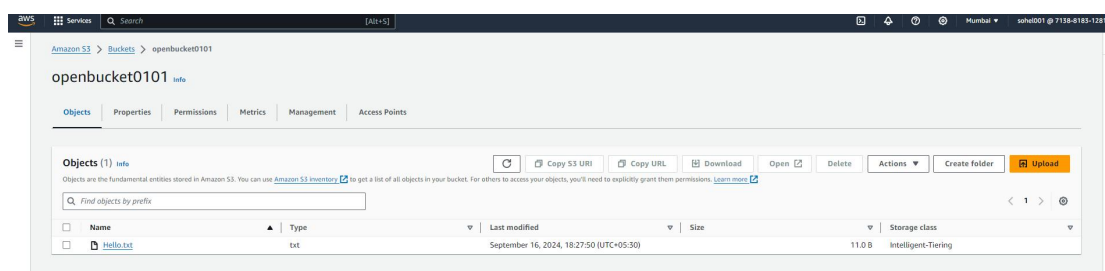 aws Services Search [Alt+S] Mumbai sohel001 @ 7138-8183-1281
Amazon S3 > Buckets > openbucket0101
openbucket0101 Info
Objects Properties Permissions Metrics Management Access Points
Objects (1) Info Copy S3 URI Copy URL Download Open Delete Actions Create folder Upload
Objects are the fundamental entities stored in Amazon S3. You can use Amazon S3 inventory to get a list of all objects in your bucket. For others to access your objects, you'll need to explicitly grant them permissions. Learn more
Find objects by prefix < 1 >
Name Type Last modified Size Storage class
Hello.txt txt September 16, 2024, 18:27:50 (UTC+05:30) 11.0 B Intelligent-Tiering